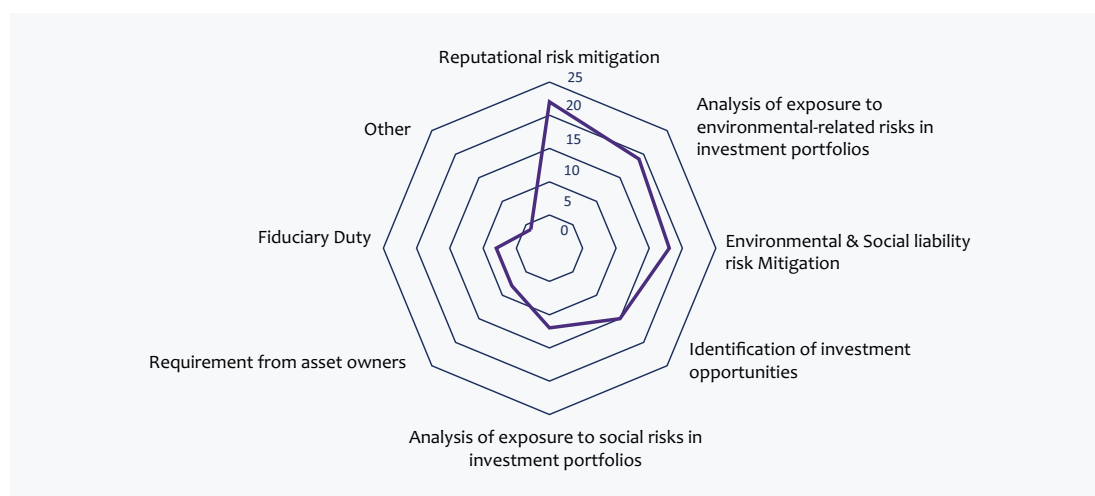 Reputational risk mitigation
25
20
15
10
5
0
Analysis of exposure to
environmental-related risks in
investment portfolios
Environmental & Social liability
risk Mitigation
Identification of investment
opportunities
Analysis of exposure to social risks in
investment portfolios
Requirement from asset owners
Fiduciary Duty
Other